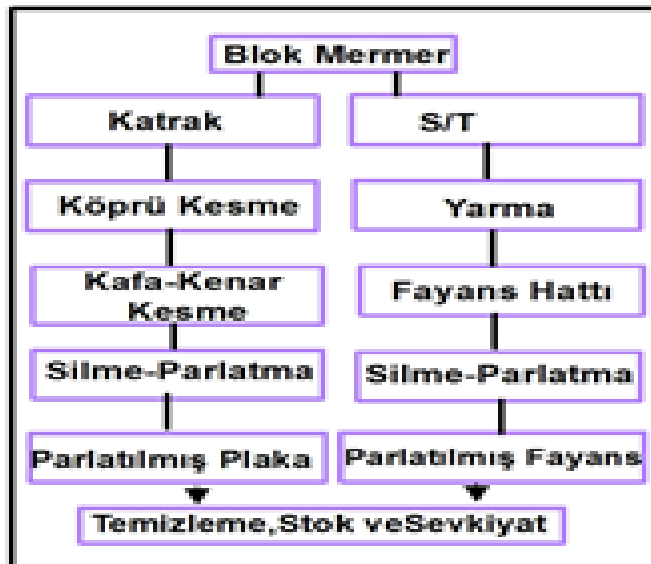 Blok Mermer
Katrak
S/T
Köprü Kesme
Yarma
Kafa-Kenar
Kesme
Fayans Hattı
Silme-Parlatma
Silme-Parlatma
Parlatılmış Plaka
Parlatılmış Fayans
Temizleme,Stok veSevkiyat